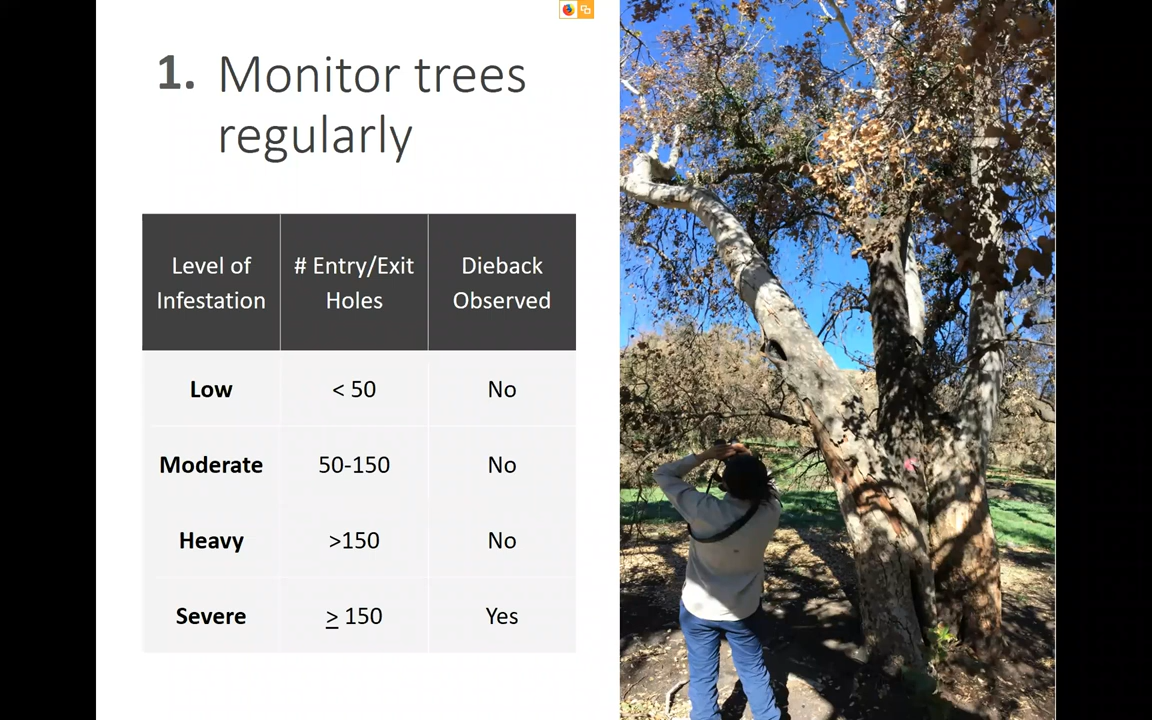 1. Monitor trees
regularly
Level of Infestation # Entry/Exit Holes Dieback Observed
Low < 50 No
Moderate 50-150 No
Heavy >150 No
Severe ≥ 150 Yes